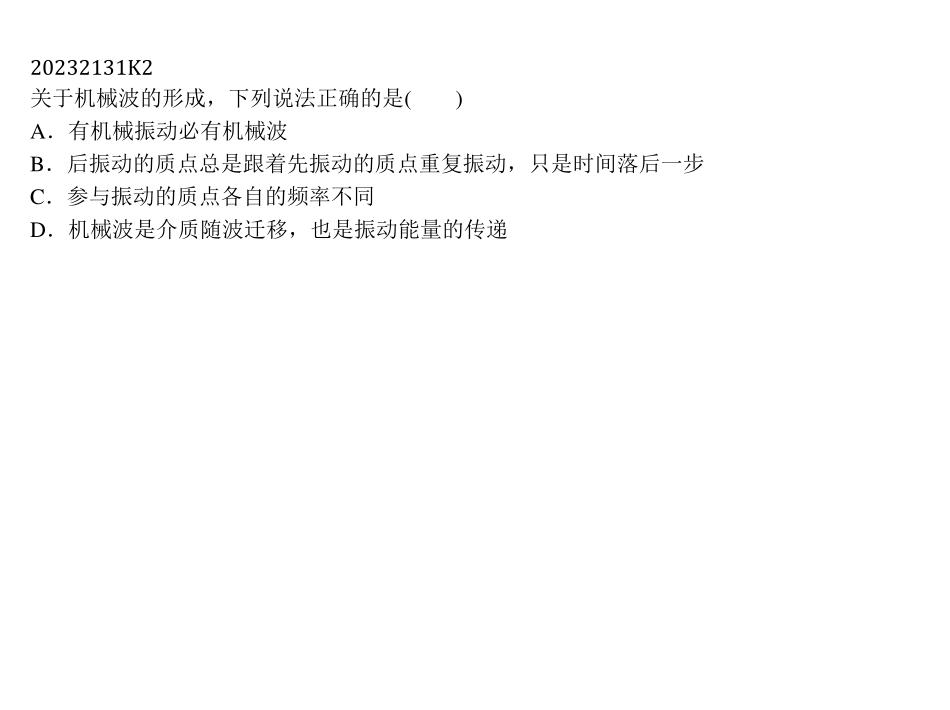 20232131K2
关于机械波的形成，下列说法正确的是(　　)
A．有机械振动必有机械波
B．后振动的质点总是跟着先振动的质点重复振动，只是时间落后一步
C．参与振动的质点各自的频率不同
D．机械波是介质随波迁移，也是振动能量的传递